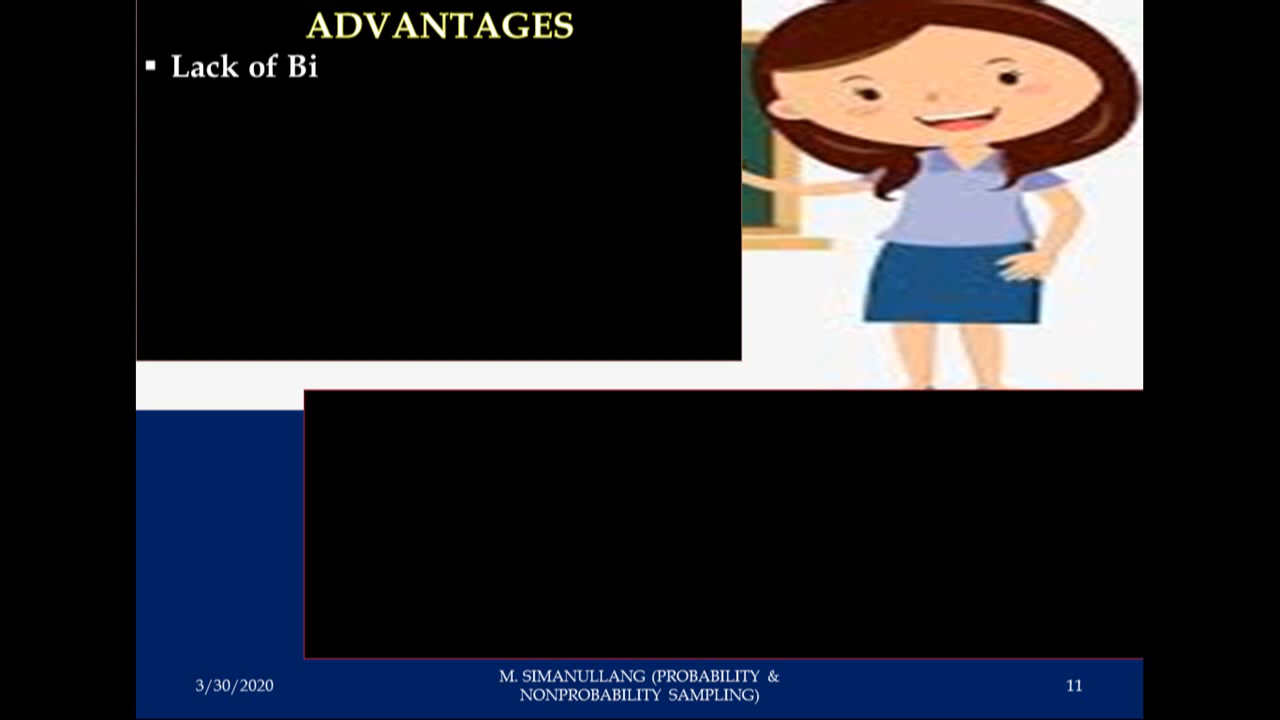 ADVANTAGES
▪ Lack of Bi
3/30/2020
M. SIMANULLANG (PROBABILITY &
NONPROBABILITY SAMPLING)
11